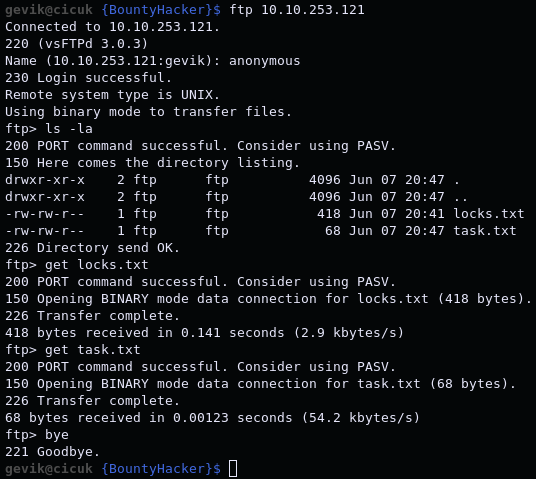 gevik@cicuk {BountyHacker}$ ftp 10.10.253.121
Connected to 10.10.253.121.
220 (vsFTPd 3.0.3)
Name (10.10.253.121:gevik): anonymous
230 Login successful.
Remote system type is UNIX.
Using binary mode to transfer files.
ftp> ls -la
200 PORT command successful. Consider using PASV.
150 Here comes the directory listing.
drwxr-xr-x    2 ftp      ftp          4096 Jun 07 20:47 .
drwxr-xr-x    2 ftp      ftp          4096 Jun 07 20:47 ..
-rw-rw-r--    1 ftp      ftp           418 Jun 07 20:41 locks.txt
-rw-rw-r--    1 ftp      ftp            68 Jun 07 20:47 task.txt
226 Directory send OK.
ftp> get locks.txt
200 PORT command successful. Consider using PASV.
150 Opening BINARY mode data connection for locks.txt (418 bytes).
226 Transfer complete.
418 bytes received in 0.141 seconds (2.9 kbytes/s)
ftp> get task.txt
200 PORT command successful. Consider using PASV.
150 Opening BINARY mode data connection for task.txt (68 bytes).
226 Transfer complete.
68 bytes received in 0.00123 seconds (54.2 kbytes/s)
ftp> bye
221 Goodbye.
gevik@cicuk {BountyHacker}$